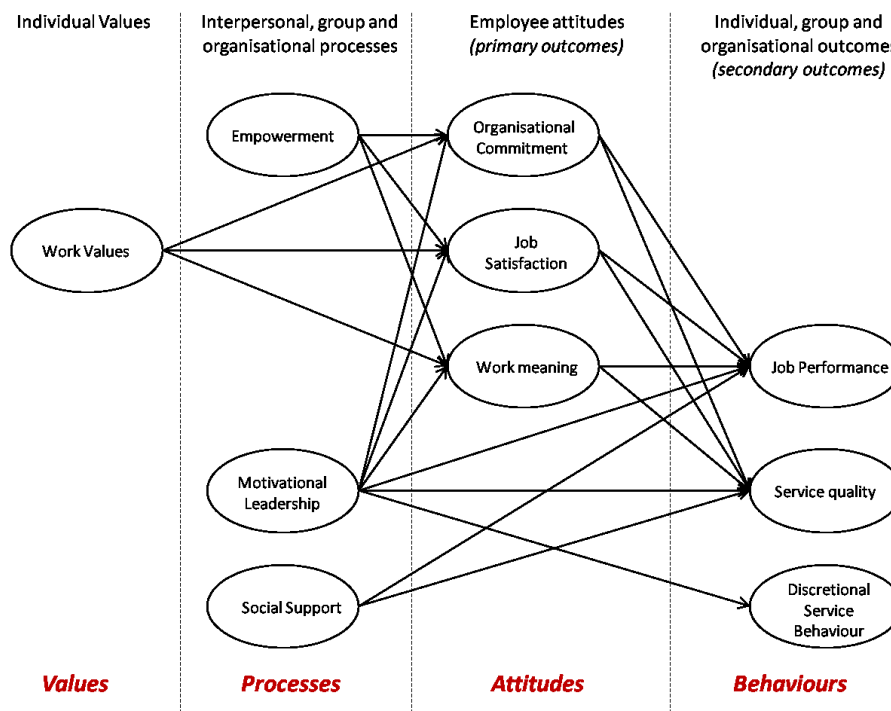 Individual Values
Interpersonal, group and
organisational processes
Employee attitudes
(primary outcomes)
Individual, group and
organisational outcomes
(secondary outcomes)
Empowerment
Organisational
Commitment
Work Values
Job
Satisfaction
Work meaning
Job Performance
Motivational
Leadership
Service quality
Social Support
Discretional
Service
Behaviour
Values
Processes
Attitudes
Behaviours